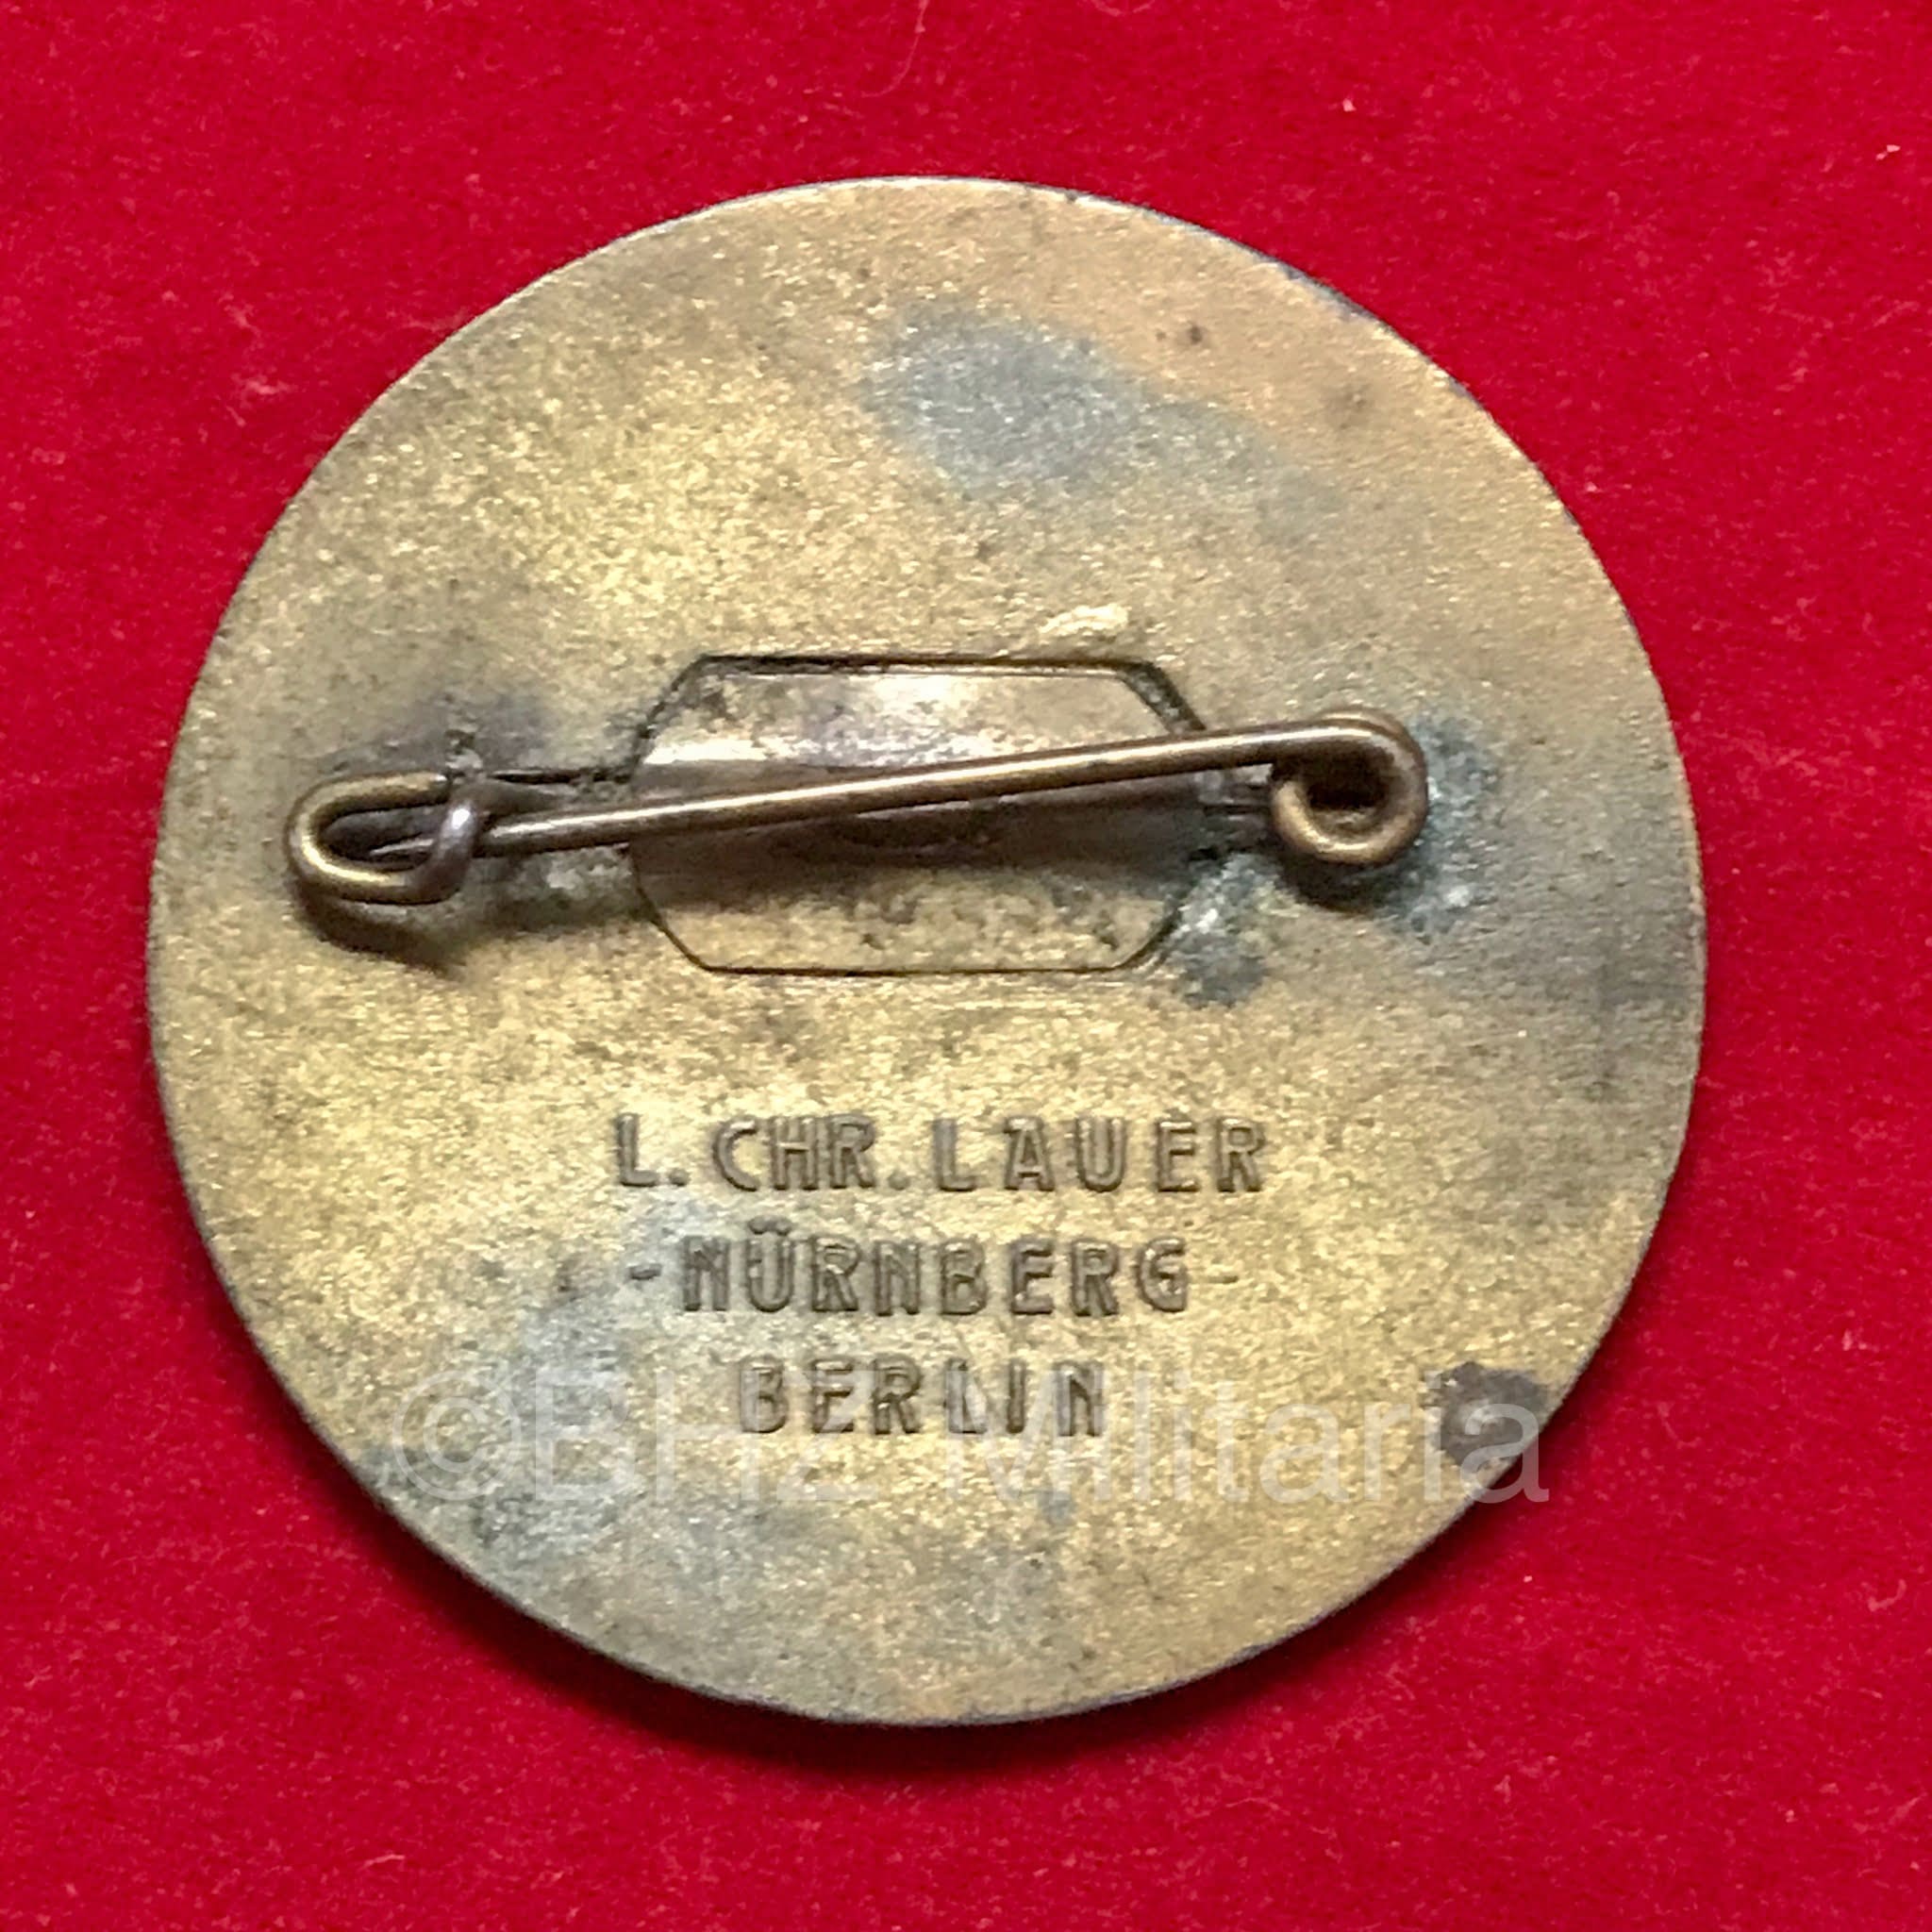 L. CHR. LAUER
-NÜRNBERG-
BERLIN
©BHZ Militaria